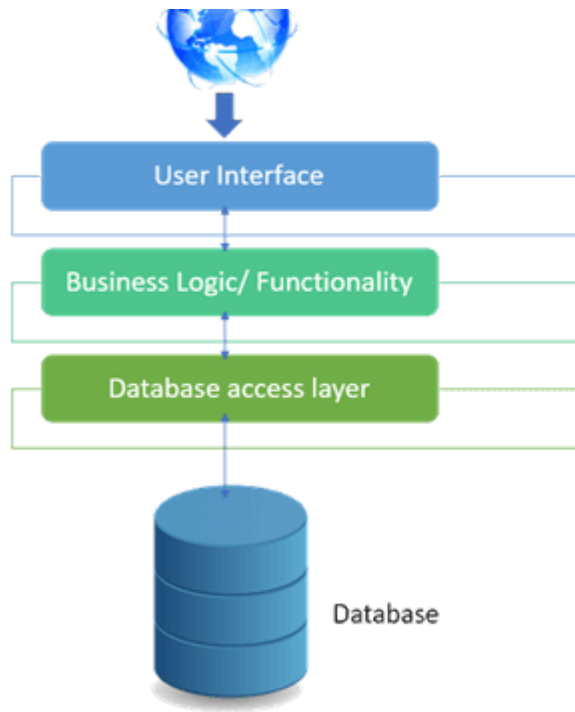 User Interface
Business Logic/ Functionality
Database access layer
Database